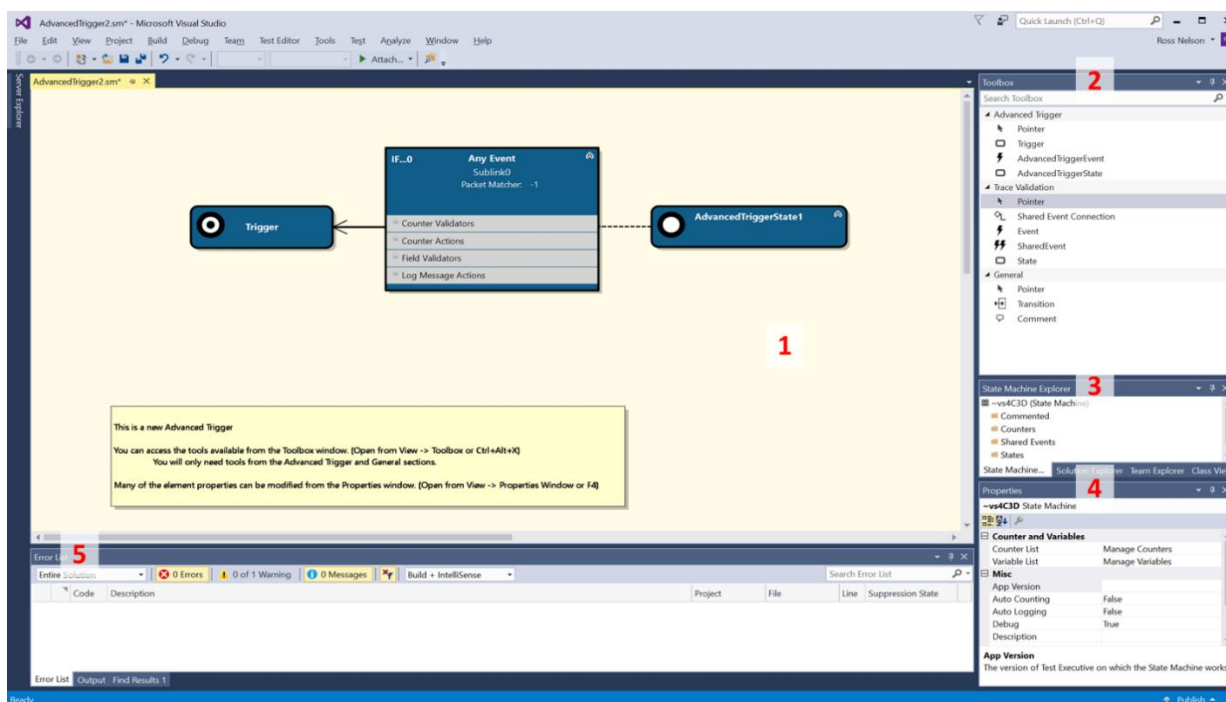 AdvancedTrigger2.sm* - Microsoft Visual Studio
Quick Launch (Ctrl+Q)
File Edit View Project Build Debug Team Test Editor Tools Test Analyze Window Help
Ross Nelson
Attach...
Server Explorer
AdvancedTrigger2.sm*
IF...0 Any Event
Sublink0
Packet Matcher: -1
Counter Validators
Counter Actions
Field Validators
Log Message Actions
Trigger
AdvancedTriggerState1
1
This is a new Advanced Trigger
You can access the tools available from the Toolbox window. (Open from View -> Toolbox or Ctrl+Alt+X)
You will only need tools from the Advanced Trigger and General sections.
Many of the element properties can be modified from the Properties window. (Open from View -> Properties Window or F4)
Toolbox 2
Search Toolbox
Advanced Trigger
Pointer
Trigger
AdvancedTriggerEvent
AdvancedTriggerState
Trace Validation
Pointer
Shared Event Connection
Event
SharedEvent
State
General
Pointer
Transition
Comment
State Machine Explorer 3
~vs4C3D (State Machine)
Commented
Counters
Shared Events
States
State Machine... Solution Explorer Team Explorer Class Vie
Properties 4
~vs4C3D State Machine
Counter and Variables
Counter List Manage Counters
Variable List Manage Variables
Misc
App Version
Auto Counting False
Auto Logging False
Debug True
Description
App Version
The version of Test Executive on which the State Machine works
Error List 5
Entire Solution 0 Errors 0 of 1 Warning 0 Messages Build + IntelliSense Search Error List
Code Description Project File Line Suppression State
Error List Output Find Results 1
Ready Publish